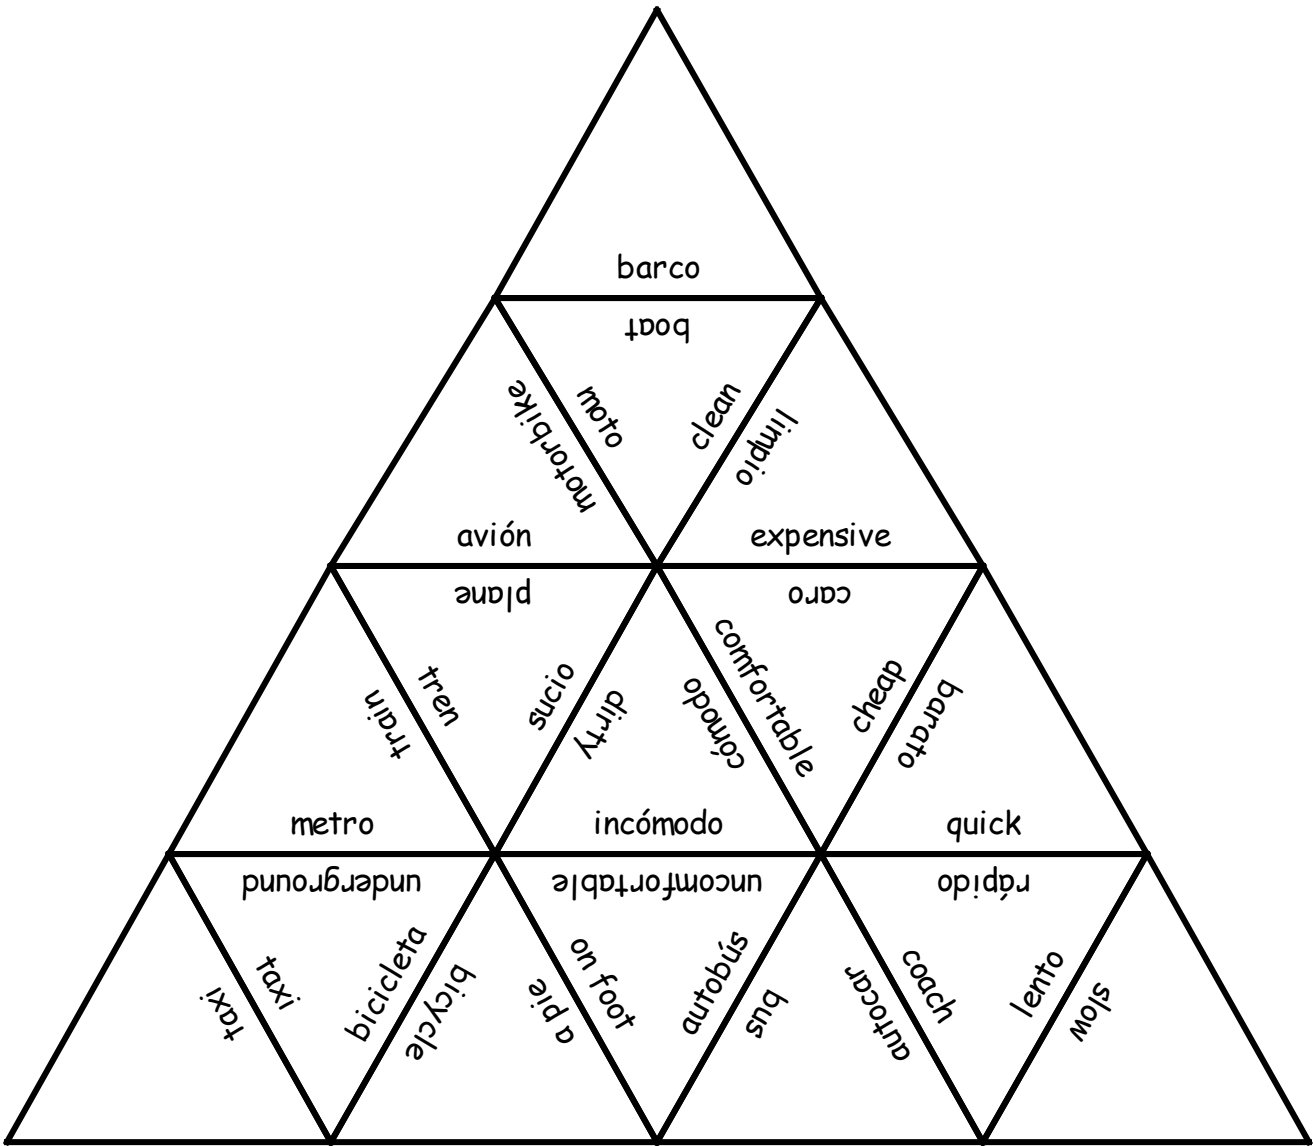 barco
boat
motorbike
moto
clean
limpio
avión
expensive
plane
caro
train
tren
sucio
dirty
cómodo
comfortable
cheap
barato
metro
incómodo
quick
underground
uncomfortable
rápido
taxi
taxi
bicicleta
bicycle
a pie
on foot
autobús
bus
autocar
coach
lento
slow